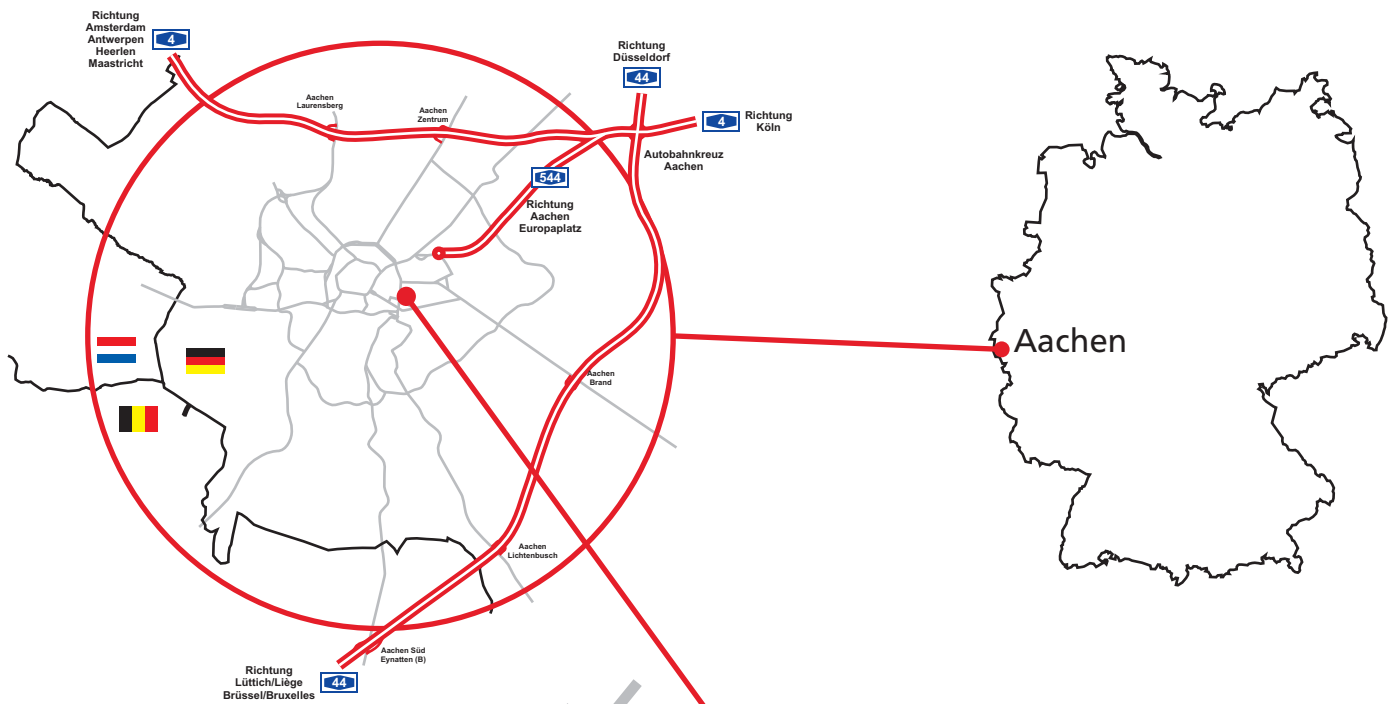 Richtung
Amsterdam
Antwerpen
Heerlen
Maastricht
4
Aachen
Laurensberg
Aachen
Zentrum
Richtung
Düsseldorf
44
4
Richtung
Köln
Autobahnkreuz
Aachen
544
Richtung
Aachen
Europaplatz
Aachen
Aachen
Brand
Aachen
Lichtenbusch
Aachen Süd
Eynatten (B)
Richtung
Lüttich/Liège
Brüssel/Bruxelles
44